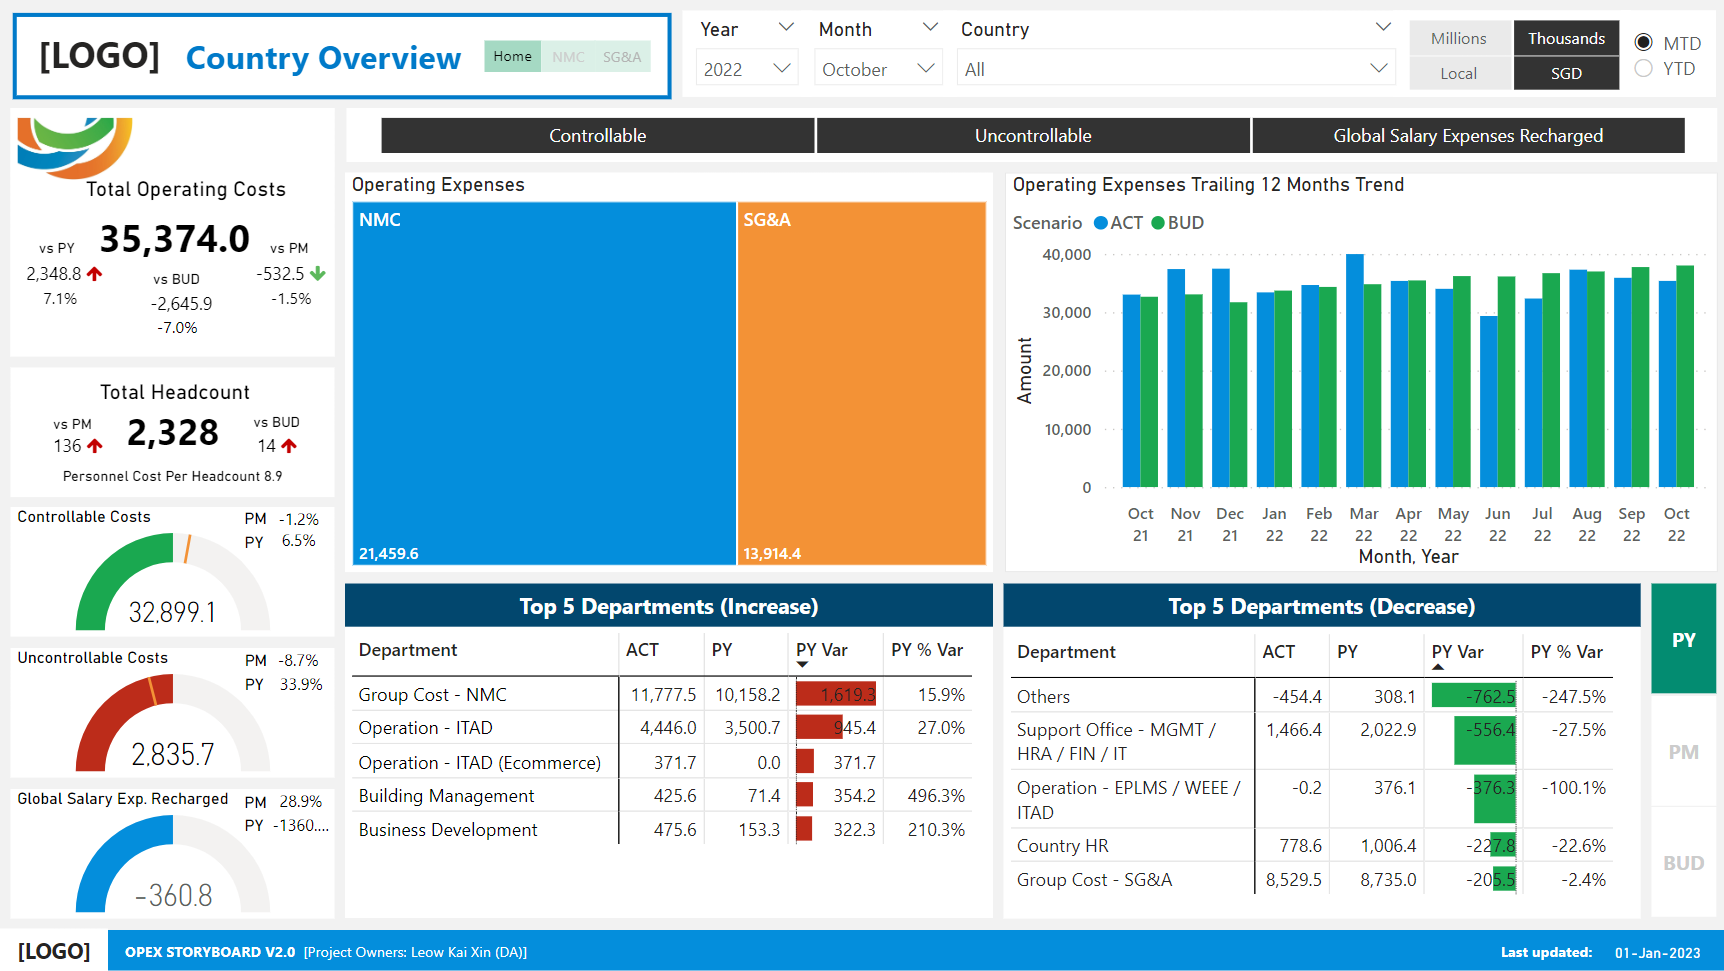 [LOGO]
Country Overview
Home NMC SG&A
Year Month Country
2022 October All
Millions Thousands
Local SGD
MTD
YTD
Controllable Uncontrollable Global Salary Expenses Recharged
Total Operating Costs
35,374.0
vs PY
2,348.8
7.1%
vs BUD
-2,645.9
-7.0%
vs PM
-532.5
-1.5%
Total Headcount
2,328
vs PM
136
vs BUD
14
Personnel Cost Per Headcount 8.9
Controllable Costs
PM -1.2%
PY 6.5%
32,899.1
Uncontrollable Costs
PM -8.7%
PY 33.9%
2,835.7
Global Salary Exp. Recharged
PM 28.9%
PY -1360....
-360.8
Operating Expenses
NMC
21,459.6
SG&A
13,914.4
Operating Expenses Trailing 12 Months Trend
Scenario ACT BUD
Amount
40,000
30,000
20,000
10,000
0
Oct Nov Dec Jan Feb Mar Apr May Jun Jul Aug Sep Oct
21 21 21 22 22 22 22 22 22 22 22 22 22
Month, Year
Top 5 Departments (Increase)
Department ACT PY PY Var PY % Var
Group Cost - NMC 11,777.5 10,158.2 1,619.3 15.9%
Operation - ITAD 4,446.0 3,500.7 945.4 27.0%
Operation - ITAD (Ecommerce) 371.7 0.0 371.7
Building Management 425.6 71.4 354.2 496.3%
Business Development 475.6 153.3 322.3 210.3%
Top 5 Departments (Decrease)
Department ACT PY PY Var PY % Var
Others -454.4 308.1 -762.5 -247.5%
Support Office - MGMT / 1,466.4 2,022.9 -556.4 -27.5%
HRA / FIN / IT
Operation - EPLMS / WEEE / -0.2 376.1 -376.3 -100.1%
ITAD
Country HR 778.6 1,006.4 -227.8 -22.6%
Group Cost - SG&A 8,529.5 8,735.0 -205.5 -2.4%
PY
PM
BUD
[LOGO]
OPEX STORYBOARD V2.0 [Project Owners: Leow Kai Xin (DA)]
Last updated: 01-Jan-2023